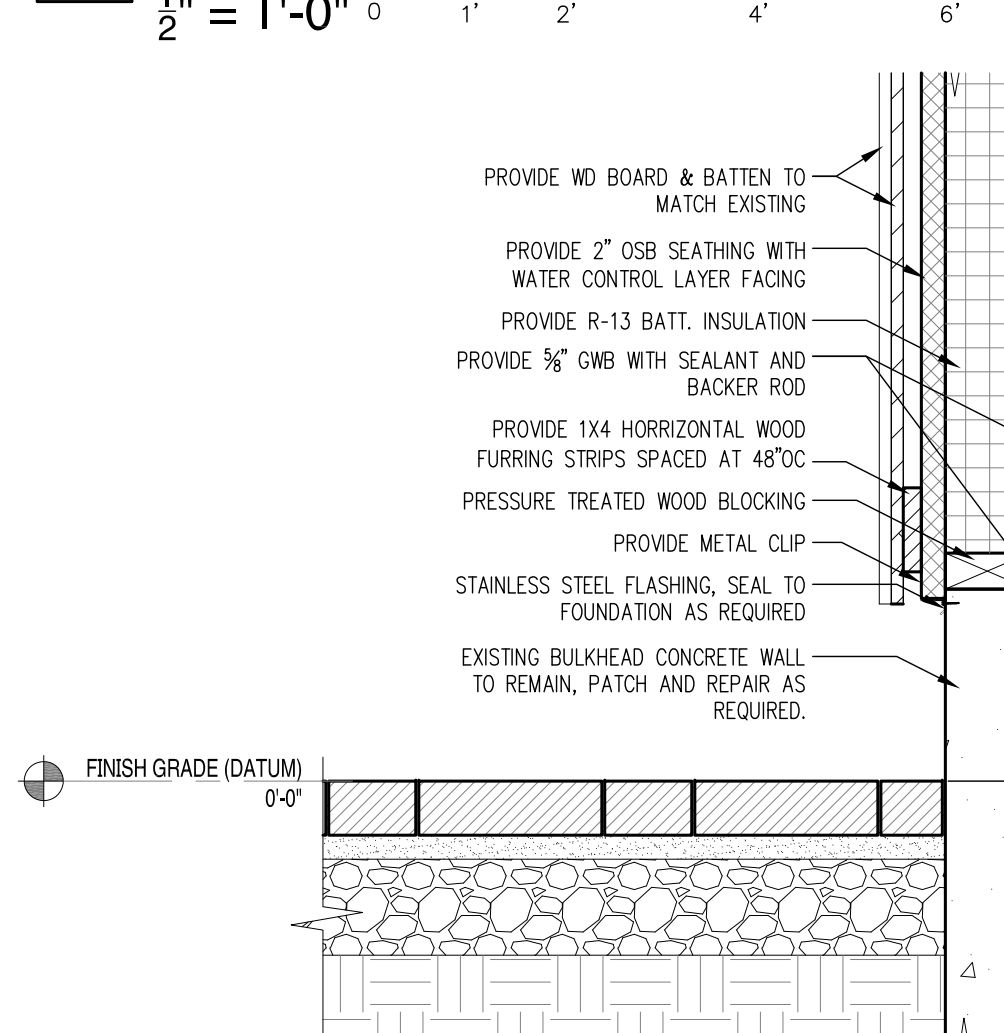 1/2" = 1'-0" 0 1' 2' 4' 6'
PROVIDE WD BOARD & BATTEN TO
MATCH EXISTING
PROVIDE 2" OSB SEATHING WITH
WATER CONTROL LAYER FACING
PROVIDE R-13 BATT. INSULATION
PROVIDE ⅝" GWB WITH SEALANT AND
BACKER ROD
PROVIDE 1X4 HORRIZONTAL WOOD
FURRING STRIPS SPACED AT 48"OC
PRESSURE TREATED WOOD BLOCKING
PROVIDE METAL CLIP
STAINLESS STEEL FLASHING, SEAL TO
FOUNDATION AS REQUIRED
EXISTING BULKHEAD CONCRETE WALL
TO REMAIN, PATCH AND REPAIR AS
REQUIRED.
FINISH GRADE (DATUM)
0'-0"